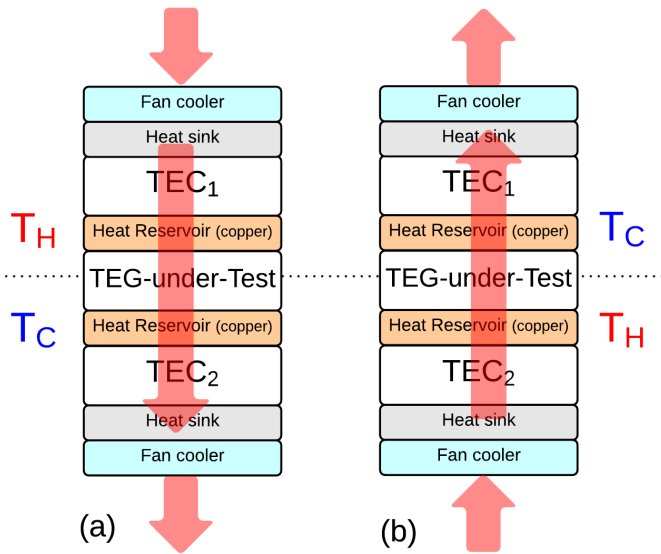 Fan cooler
Heat sink
TEC₁
T_H
Heat Reservoir (copper)
TEG-under-Test
T_C
Heat Reservoir (copper)
TEC₂
Heat sink
Fan cooler
(a)
Fan cooler
Heat sink
TEC₁
Heat Reservoir (copper)
T_C
TEG-under-Test
Heat Reservoir (copper)
T_H
TEC₂
Heat sink
Fan cooler
(b)